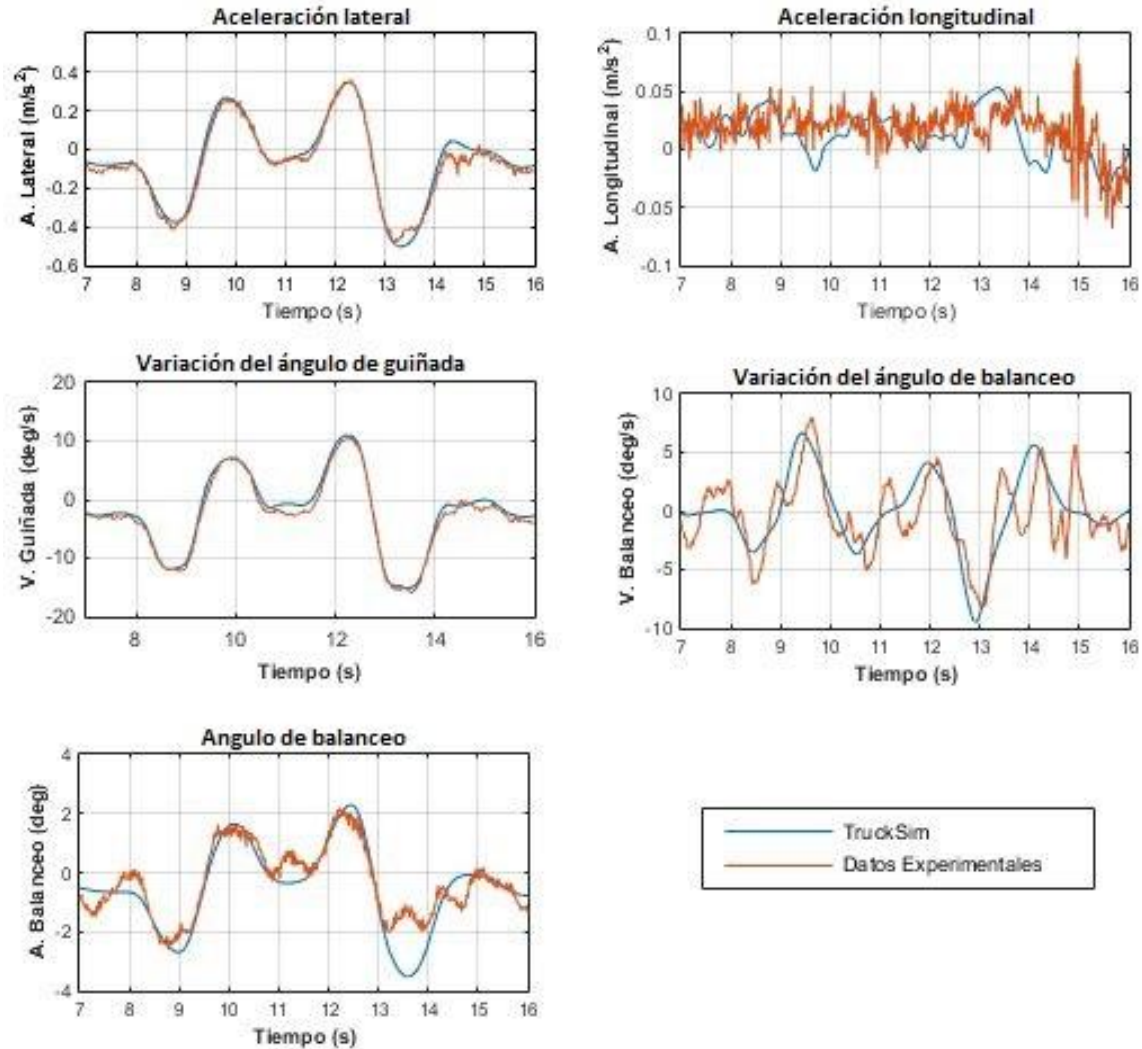 Aceleración lateral
A. Lateral (m/s²)
0.4
0.2
0
-0.2
-0.4
-0.6
7 8 9 10 11 12 13 14 15 16
Tiempo (s)
Aceleración longitudinal
A. Longitudinal (m/s²)
0.1
0.05
0
-0.05
-0.1
7 8 9 10 11 12 13 14 15 16
Tiempo (s)
Variación del ángulo de guiñada
V. Guiñada (deg/s)
20
10
0
-10
-20
7 8 10 12 14 16
Tiempo (s)
Variación del ángulo de balanceo
V. Balanceo (deg/s)
10
5
0
-5
-10
7 8 9 10 11 12 13 14 15 16
Tiempo (s)
Angulo de balanceo
A. Balanceo (deg)
4
2
0
-2
-4
7 8 9 10 11 12 13 14 15 16
Tiempo (s)
TruckSim
Datos Experimentales